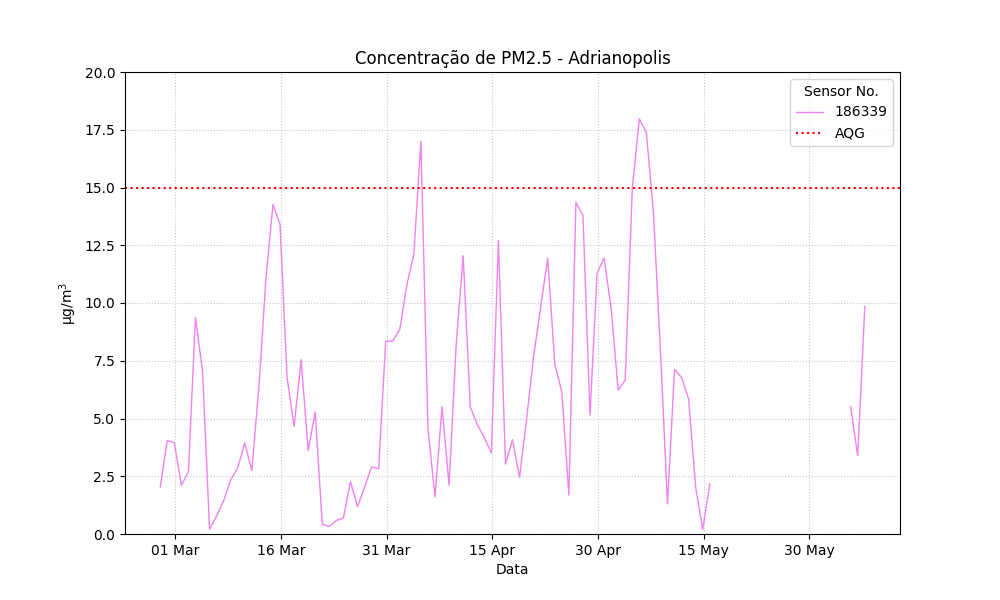 Concentração de PM2.5 - Adrianopolis
Sensor No.
186339
AQG
20.0
17.5
15.0
12.5
10.0
7.5
5.0
2.5
0.0
µg/m³
01 Mar
16 Mar
31 Mar
15 Apr
30 Apr
15 May
30 May
Data